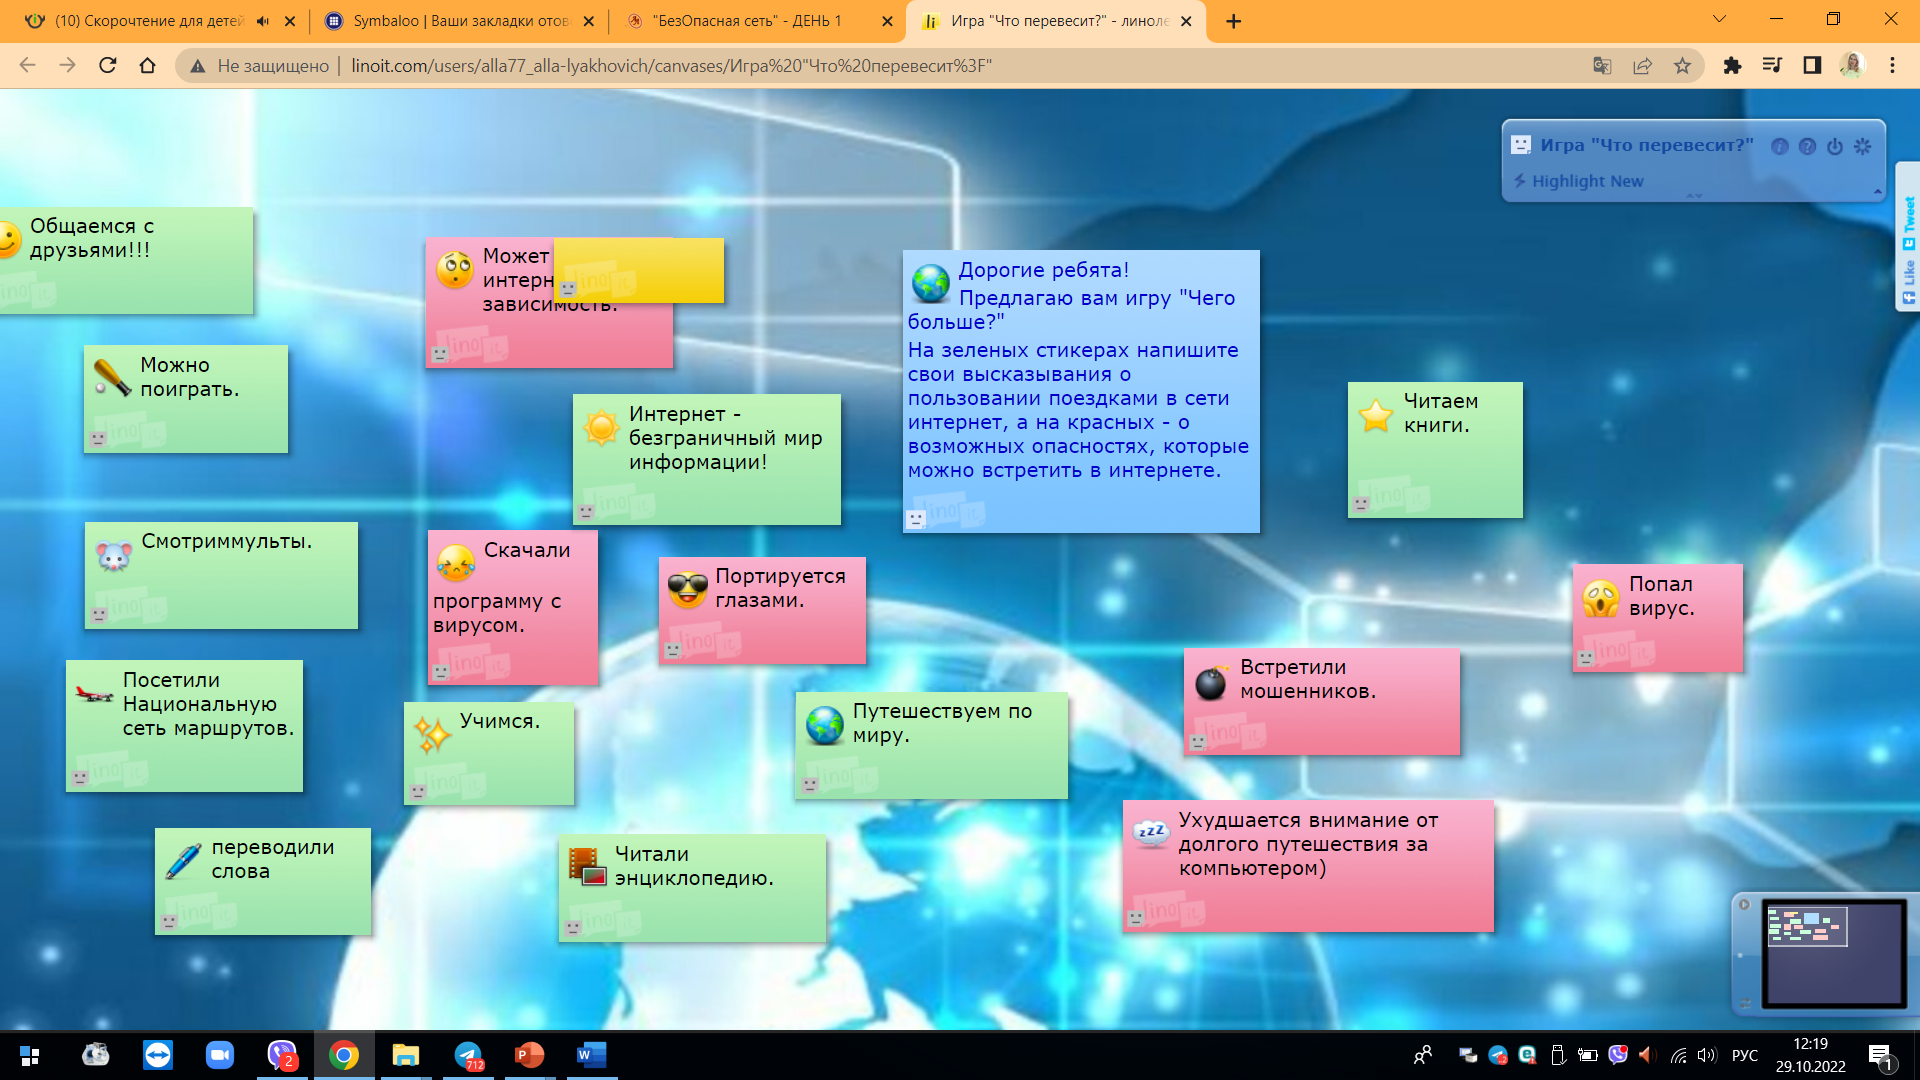 (10) Скорочтение для детей
Symbaloo | Ваши закладки отов
"БезОпасная сеть" - ДЕНЬ 1
Игра "Что перевесит?" - линоле
Не защищено
linoit.com/users/alla77_alla-lyakhovich/canvases/Игра%20"Что%20перевесит%3F"
Игра "Что перевесит?"
Highlight New
Tweet
Like
Общаемся с
друзьями!!!
Может
интерн
зависимость.
Дорогие ребята!
Предлагаю вам игру "Чего
больше?"
На зеленых стикерах напишите
свои высказывания о
пользовании поездками в сети
интернет, а на красных - о
возможных опасностях, которые
можно встретить в интернете.
Можно
поиграть.
Интернет -
безграничный мир
информации!
Читаем
книги.
Смотриммульты.
Скачали
программу с
вирусом.
Портируется
глазами.
Попал
вирус.
Посетили
Национальную
сеть маршрутов.
Учимся.
Путешествуем по
миру.
Встретили
мошенников.
переводили
слова
Читали
энциклопедию.
Ухудшается внимание от
долгого путешествия за
компьютером)
2
712
РУС
12:19
29.10.2022
1